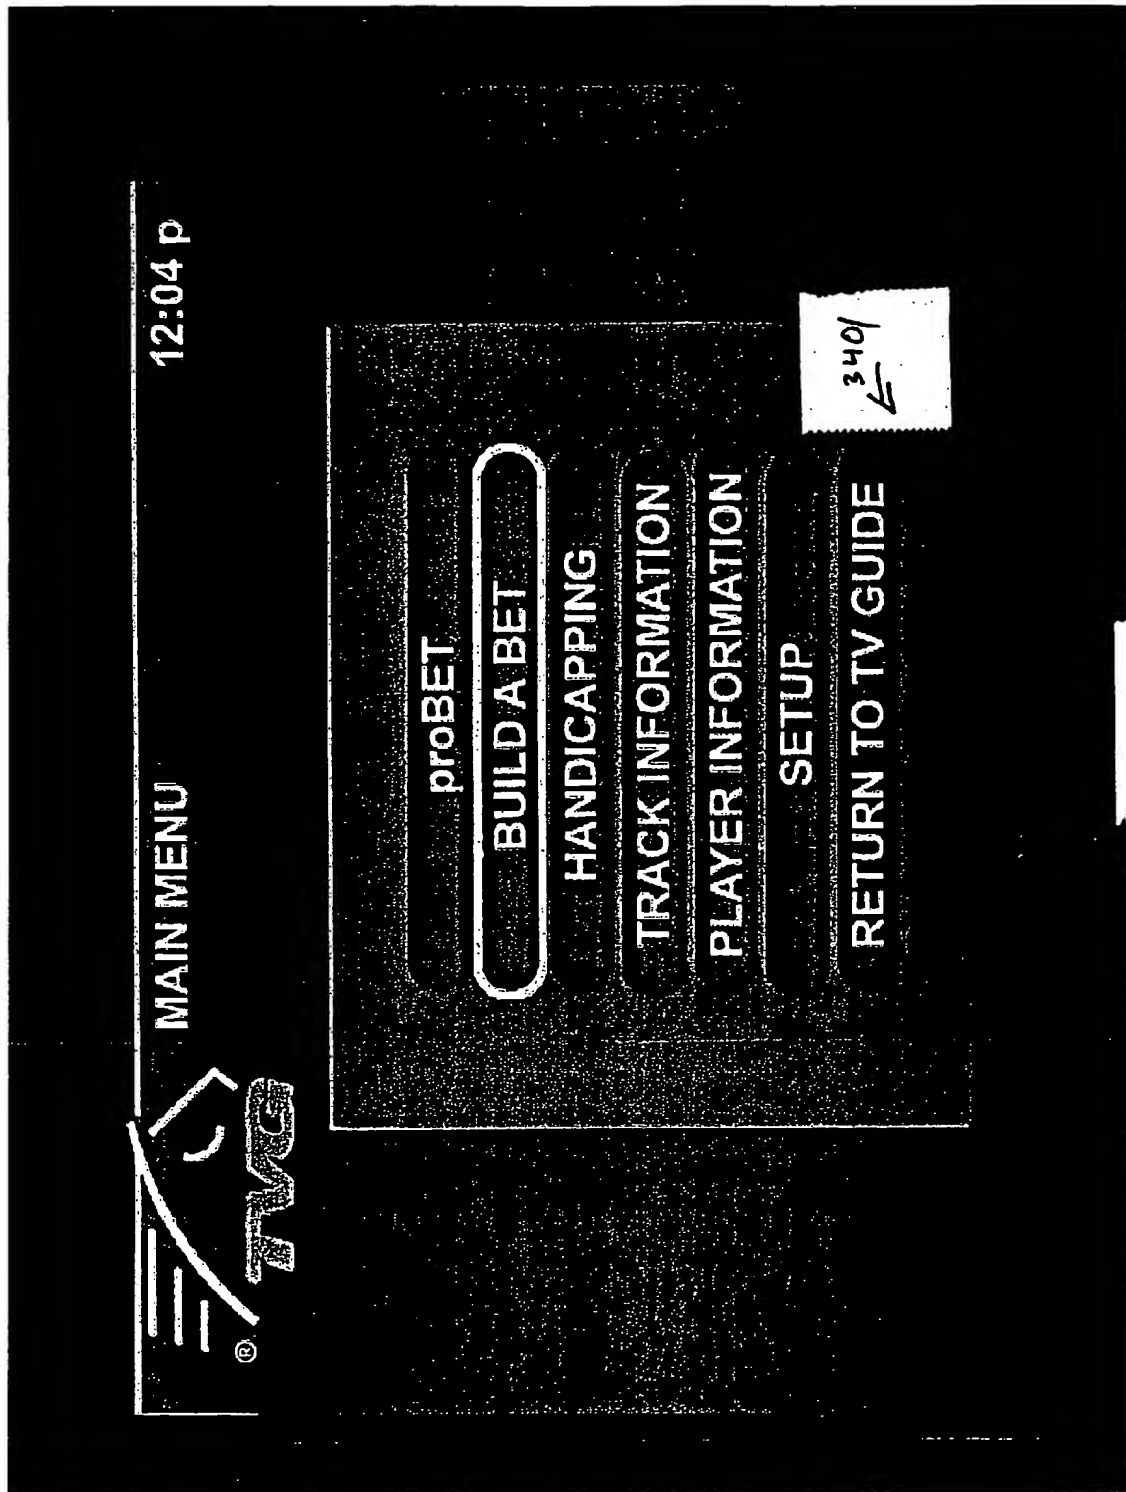 MAIN MENU
12:04 p
TVG
®
proBET
BUILD A BET
HANDICAPPING
TRACK INFORMATION
PLAYER INFORMATION
SETUP
RETURN TO TV GUIDE
3401